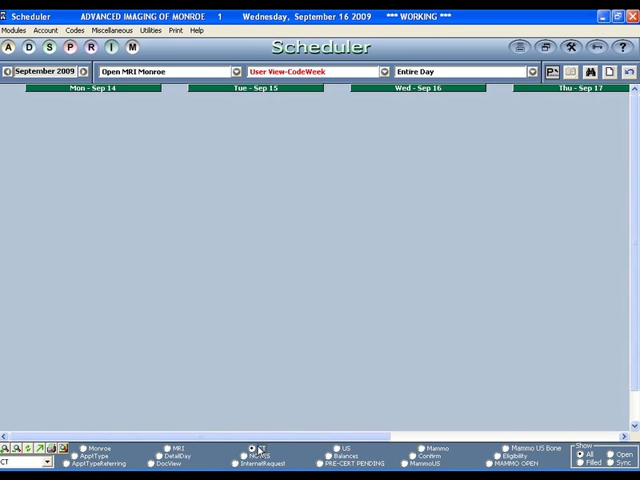 Scheduler ADVANCED IMAGING OF MONROE 1 Wednesday, September 16 2009 *** WORKING ***
Modules Account Codes Miscellaneous Utilities Print Help
A D S P R I M Scheduler ?
September 2009 Open MRI Monroe User View-CodeWeek Entire Day P
Mon - Sep 14 Tue - Sep 15 Wed - Sep 16 Thu - Sep 17
Monroe MRI CT US Mammo Mammo US Bone Show
ApptType DetailDay Balances Confirm Eligibility All Open
CT ApptTypeReferring DocView InternetRequest PRE-CERT PENDING MammoUS MAMMO OPEN Filled Sync